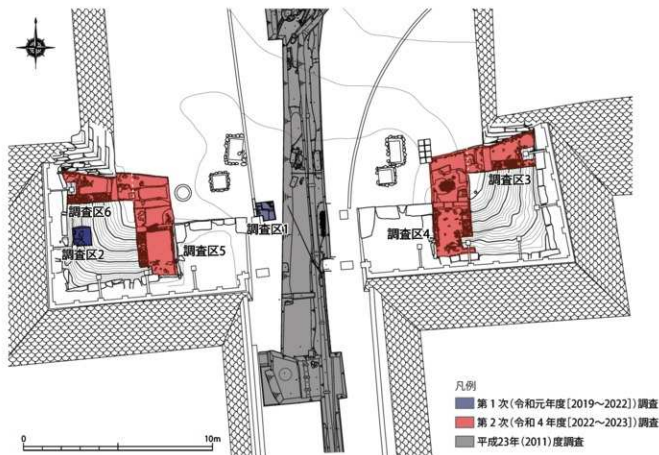 調査区3
調査区6
調査区1
調査区4
調査区2
調査区5
凡例
第1次(令和元年度[2019～2022])調査
第2次(令和4年度[2022～2023])調査
平成23年(2011)度調査
0
10m